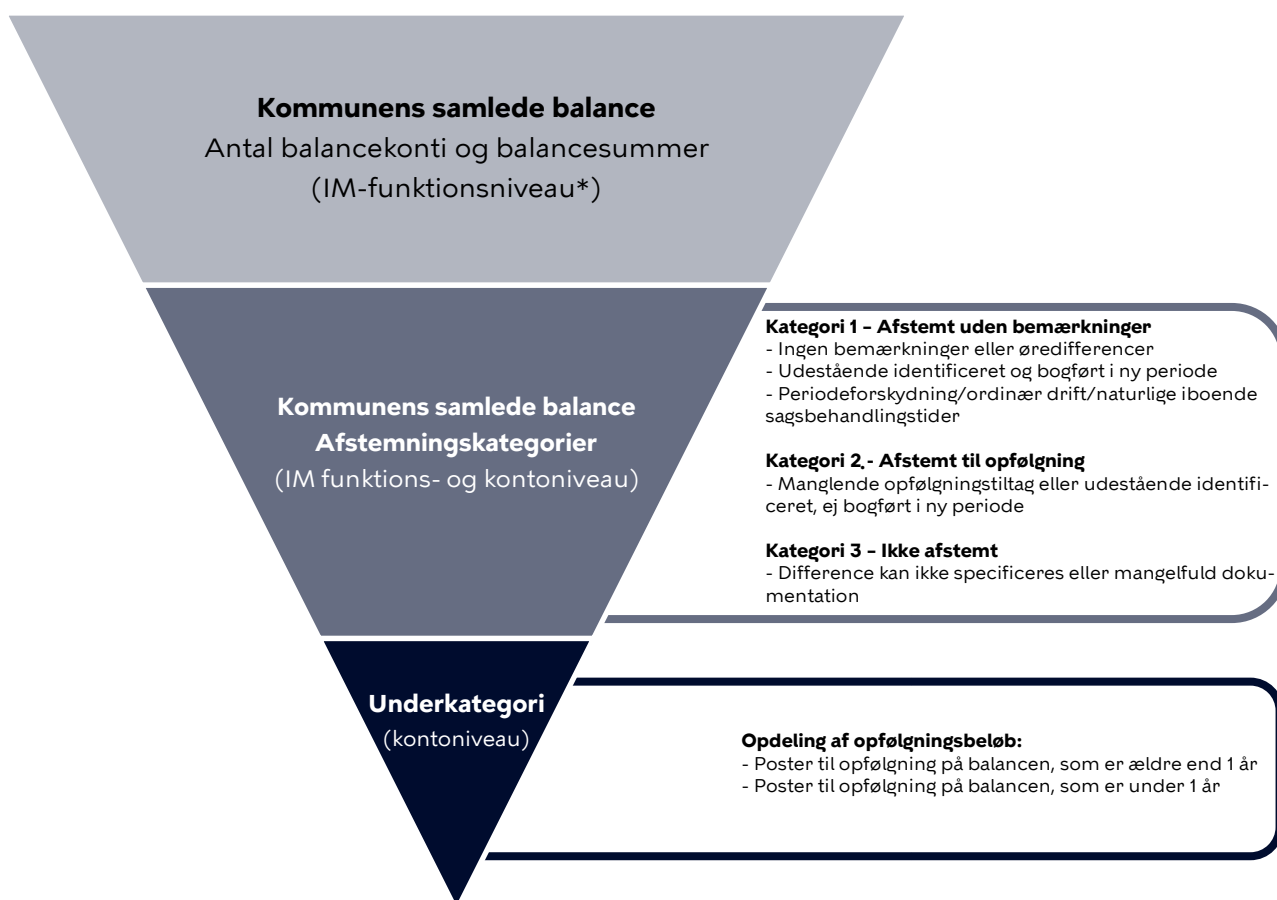 Kommunens samlede balance
Antal balancekonti og balancesummer
(IM-funktionsniveau*)
Kommunens samlede balance
Afstemningskategorier
(IM funktions- og kontoniveau)
Kategori 1 – Afstemt uden bemærkninger
- Ingen bemærkninger eller øredifferencer
- Udestående identificeret og bogført i ny periode
- Periodeforskydning/ordinær drift/naturlige iboende
sagsbehandlingstider
Kategori 2 - Afstemt til opfølgning
- Manglende opfølgningstiltag eller udestående identifi-
ceret, ej bogført i ny periode
Kategori 3 – Ikke afstemt
- Difference kan ikke specificeres eller mangelfuld doku-
mentation
Underkategori
(kontoniveau)
Opdeling af opfølgningsbeløb:
- Poster til opfølgning på balancen, som er ældre end 1 år
- Poster til opfølgning på balancen, som er under 1 år